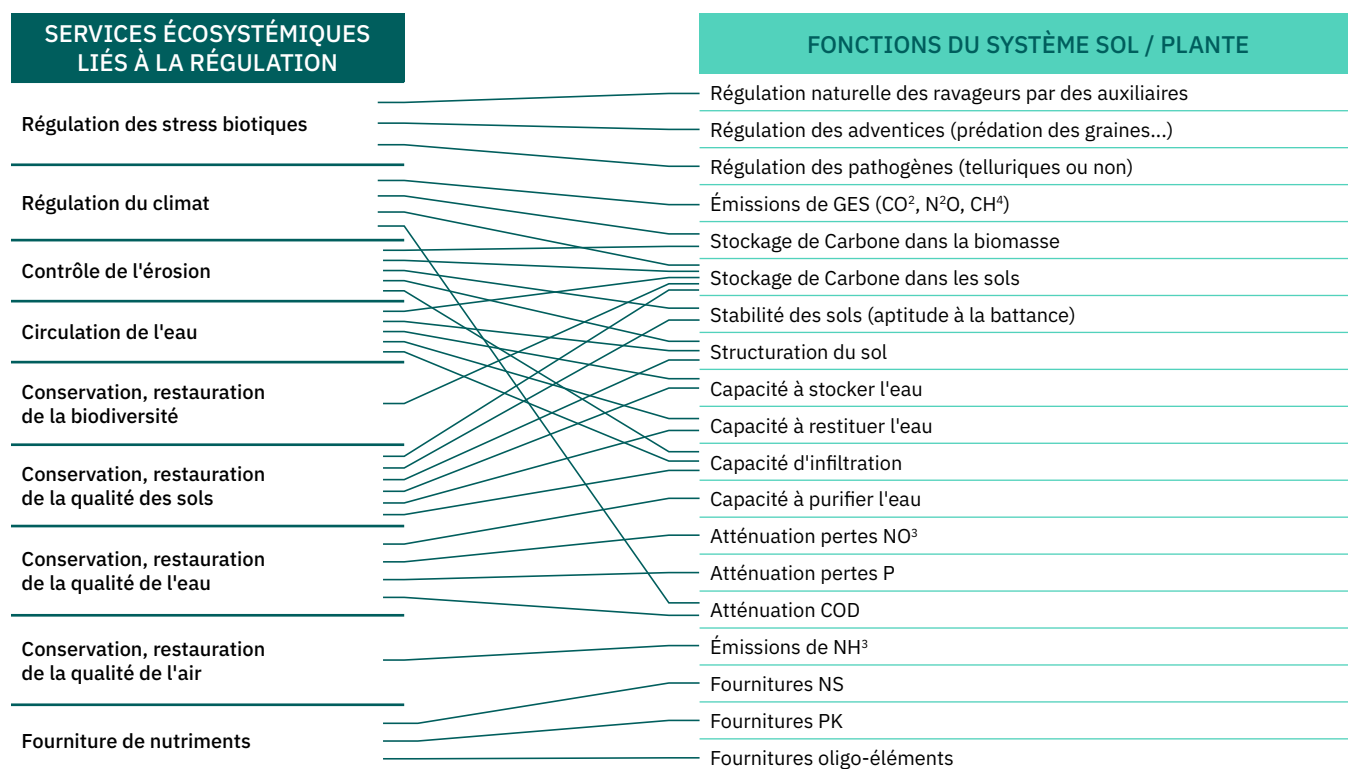 SERVICES ÉCOSYSTÉMIQUES
LIÉS À LA RÉGULATION
Régulation des stress biotiques
Régulation du climat
Contrôle de l'érosion
Circulation de l'eau
Conservation, restauration
de la biodiversité
Conservation, restauration
de la qualité des sols
Conservation, restauration
de la qualité de l'eau
Conservation, restauration
de la qualité de l'air
Fourniture de nutriments
FONCTIONS DU SYSTÈME SOL / PLANTE
Régulation naturelle des ravageurs par des auxiliaires
Régulation des adventices (prédation des graines...)
Régulation des pathogènes (telluriques ou non)
Émissions de GES (CO², N²O, CH⁴)
Stockage de Carbone dans la biomasse
Stockage de Carbone dans les sols
Stabilité des sols (aptitude à la battance)
Structuration du sol
Capacité à stocker l'eau
Capacité à restituer l'eau
Capacité d'infiltration
Capacité à purifier l'eau
Atténuation pertes NO³
Atténuation pertes P
Atténuation COD
Émissions de NH³
Fournitures NS
Fournitures PK
Fournitures oligo-éléments